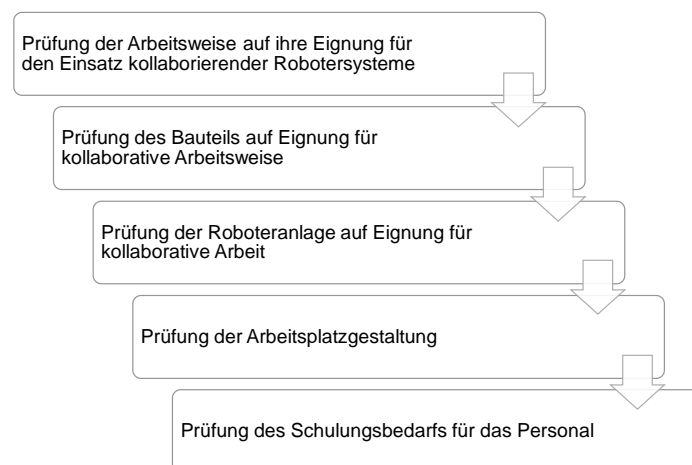 Prüfung der Arbeitsweise auf ihre Eignung für
den Einsatz kollaborierender Robotersysteme
Prüfung des Bauteils auf Eignung für
kollaborative Arbeitsweise
Prüfung der Roboteranlage auf Eignung für
kollaborative Arbeit
Prüfung der Arbeitsplatzgestaltung
Prüfung des Schulungsbedarfs für das Personal